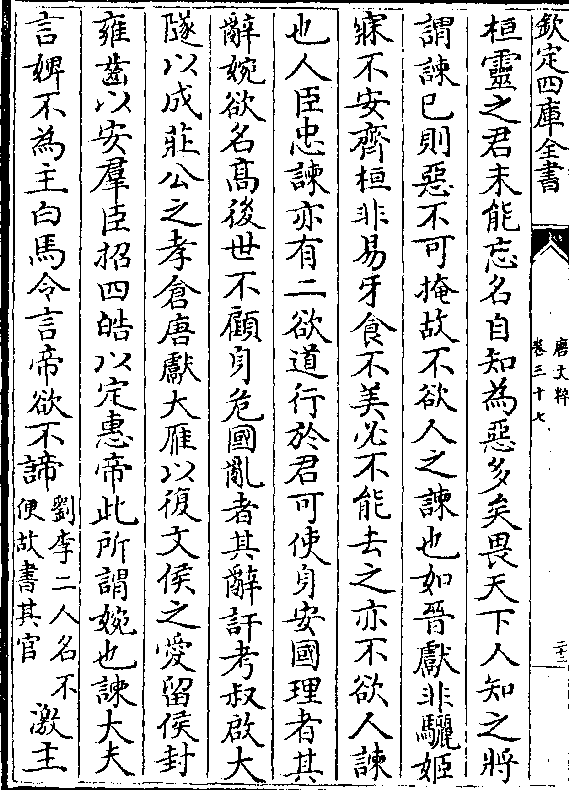 欽定四庫全書
唐文粹
卷三十七
二十三
桓靈之君未能忘名自知為惡多矣畏天下人知之將
謂諫已則惡不可掩故不欲人之諫也如晉獻非驪姬
寐不安齊桓非易牙食不美必不能去之亦不欲人諫
也人臣忠諫亦有二欲道行於君可使身安國理者其
辭婉欲名髙後世不顧身危國亂者其辭訐考叔啟大
隧以成莊公之孝倉唐獻大雁以復文侯之愛留侯封
雍齒以安羣臣招四皓以定惠帝此所謂婉也諫大夫
言婢不為主白馬令言帝欲不諦
劉李二人名不
便故書其官
激主